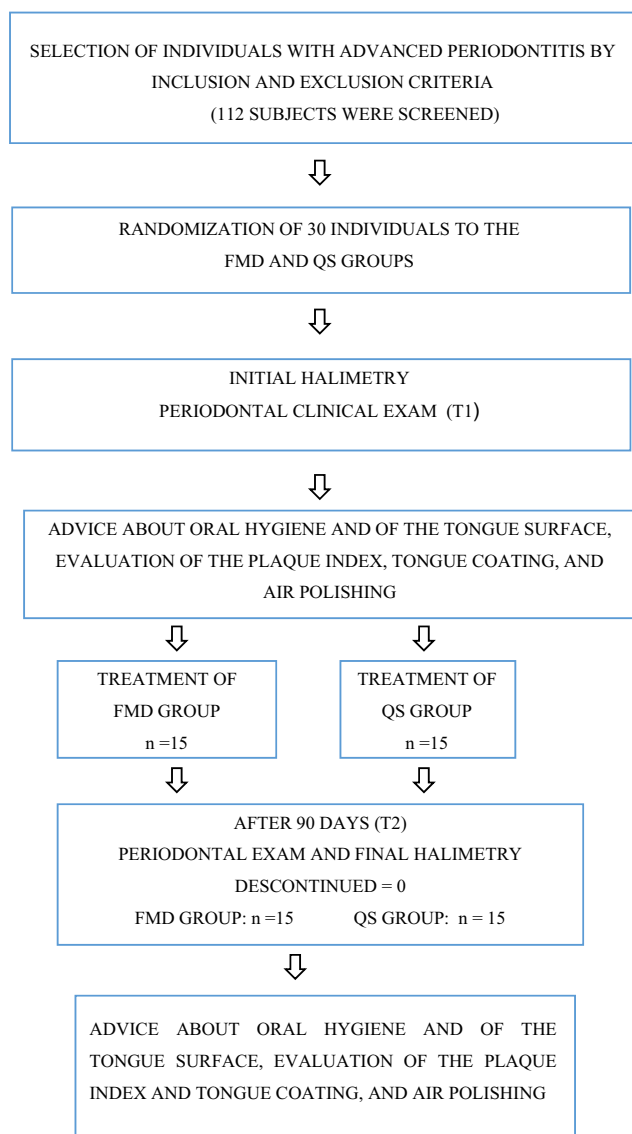 SELECTION OF INDIVIDUALS WITH ADVANCED PERIODONTITIS BY
INCLUSION AND EXCLUSION CRITERIA
(112 SUBJECTS WERE SCREENED)
RANDOMIZATION OF 30 INDIVIDUALS TO THE
FMD AND QS GROUPS
INITIAL HALIMETRY
PERIODONTAL CLINICAL EXAM (T1)
ADVICE ABOUT ORAL HYGIENE AND OF THE TONGUE SURFACE,
EVALUATION OF THE PLAQUE INDEX, TONGUE COATING, AND
AIR POLISHING
TREATMENT OF
FMD GROUP
n =15
TREATMENT OF
QS GROUP
n =15
AFTER 90 DAYS (T2)
PERIODONTAL EXAM AND FINAL HALIMETRY
DESCONTINUED = 0
FMD GROUP: n =15 QS GROUP: n = 15
ADVICE ABOUT ORAL HYGIENE AND OF THE
TONGUE SURFACE, EVALUATION OF THE PLAQUE
INDEX AND TONGUE COATING, AND AIR POLISHING